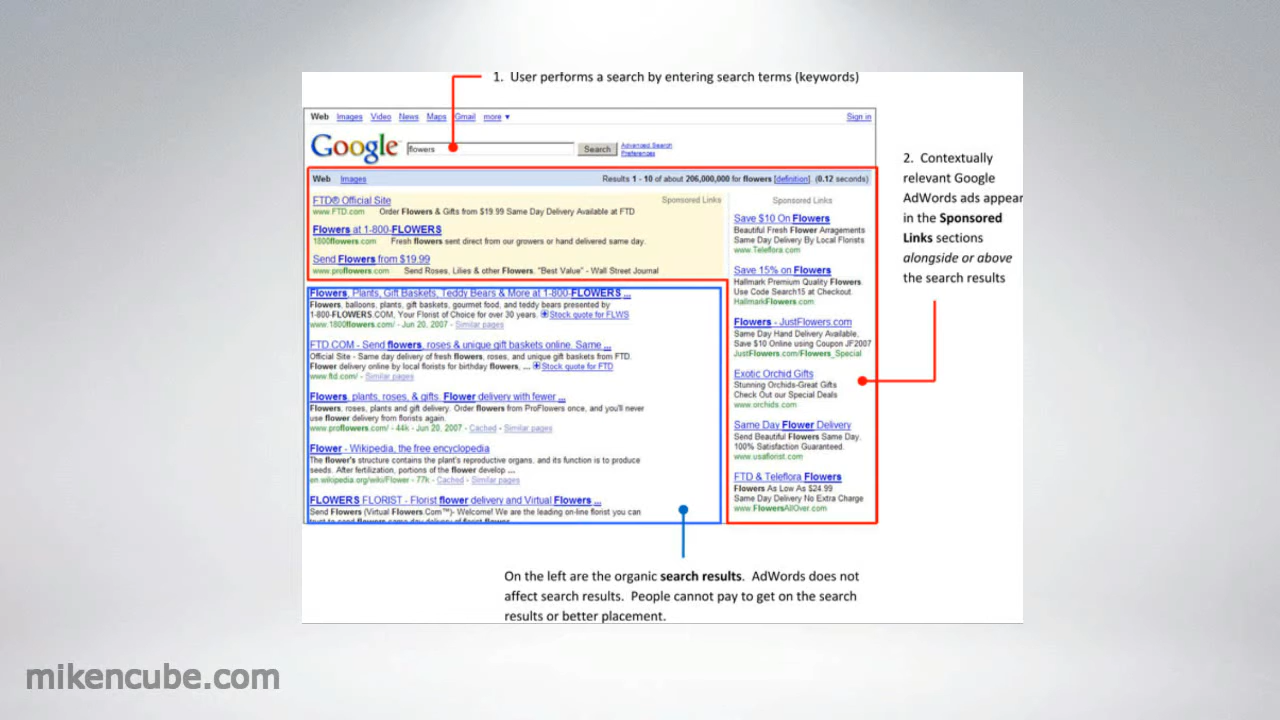 1. User performs a search by entering search terms (keywords)
Web Images Video News Maps Gmail more ▼ Sign in
Google flowers Search Advanced Search
Preferences
Web Images Results 1 - 10 of about 206,000,000 for flowers [definition]. (0.12 seconds)
FTD® Official Site Sponsored Links
www.FTD.com Order Flowers & Gifts from $19.99 Same Day Delivery Available at FTD
Flowers at 1-800-FLOWERS
1800flowers.com Fresh flowers sent direct from our growers or hand delivered same day.
Send Flowers from $19.99
www.proflowers.com Send Roses, Lilies & other Flowers. "Best Value" - Wall Street Journal
Flowers, Plants, Gift Baskets, Teddy Bears & More at 1-800-FLOWERS ...
Flowers, balloons, plants, gift baskets, gourmet food, and teddy bears presented by
1-800-FLOWERS.COM, Your Florist of Choice for over 30 years. Stock quote for FLWS
www.1800flowers.com/ - Jun 20, 2007 - Similar pages
FTD.COM - Send flowers, roses & unique gift baskets online. Same ...
Official Site - Same day delivery of fresh flowers, roses, and unique gift baskets from FTD.
Flower delivery online by local florists for birthday flowers, ... Stock quote for FTD
www.ftd.com/ - Similar pages
Flowers, plants, roses, & gifts. Flower delivery with fewer ...
Flowers, roses, plants and gift delivery. Order flowers from ProFlowers once, and you'll never
use flower delivery from florists again.
www.proflowers.com/ - 44k - Jun 20, 2007 - Cached - Similar pages
Flower - Wikipedia, the free encyclopedia
The flower's structure contains the plant's reproductive organs, and its function is to produce
seeds. After fertilization, portions of the flower develop ...
en.wikipedia.org/wiki/Flower - 77k - Cached - Similar pages
FLOWERS FLORIST - Florist flower delivery and Virtual Flowers ...
Send Flowers (Virtual Flowers.Com™)- Welcome! We are the leading on-line florist you can
trust to send flowers same day delivery of florist flower
Sponsored Links
Save $10 On Flowers
Beautiful Fresh Flower Arragements
Same Day Delivery By Local Florists
www.Teleflora.com
Save 15% on Flowers
Hallmark Premium Quality Flowers
Use Code Search15 at Checkout.
HallmarkFlowers.com
Flowers - JustFlowers.com
Same Day Hand Delivery Available.
Save $10 Online using Coupon JF2007
JustFlowers.com/Flowers_Special
Exotic Orchid Gifts
Stunning Orchids-Great Gifts
Check Out our Special Deals
www.orchids.com
Same Day Flower Delivery
Send Beautiful Flowers Same Day.
100% Satisfaction Guaranteed.
www.usaflorist.com
FTD & Teleflora Flowers
Flowers As Low As $24.99
Same Day Delivery No Extra Charge
www.FlowersAllOver.com
2. Contextually
relevant Google
AdWords ads appear
in the Sponsored
Links sections
alongside or above
the search results
On the left are the organic search results. AdWords does not
affect search results. People cannot pay to get on the search
results or better placement.
mikencube.com